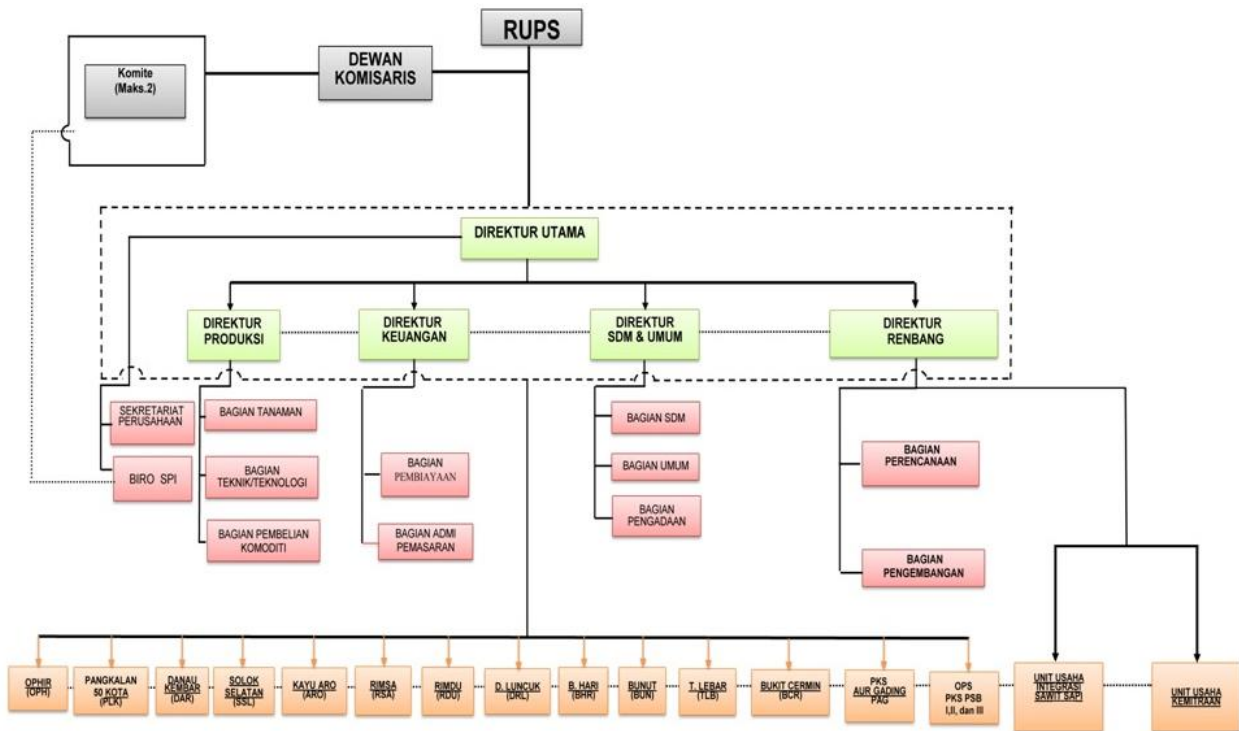 RUPS
DEWAN
KOMISARIS
Komite
(Maks.2)
DIREKTUR UTAMA
DIREKTUR
PRODUKSI
DIREKTUR
KEUANGAN
DIREKTUR
SDM & UMUM
DIREKTUR
RENBANG
SEKRETARIAT
PERUSAHAAN
BIRO SPI
BAGIAN TANAMAN
BAGIAN
TEKNIK/TEKNOLOGI
BAGIAN PEMBELIAN
KOMODITI
BAGIAN
PEMBIAYAAN
BAGIAN ADMI
PEMASARAN
BAGIAN SDM
BAGIAN UMUM
BAGIAN
PENGADAAN
BAGIAN
PERENCANAAN
BAGIAN
PENGEMBANGAN
OPHIR
(OPH)
PANGKALAN
50 KOTA
(PLK)
DANAU
KEMBAR
(DAR)
SOLOK
SELATAN
(SSL)
KAYU ARO
(ARO)
RIMSA
(RSA)
RIMDU
(RDU)
D. LUNCUK
(DRL)
B. HARI
(BHR)
BUNUT
(BUN)
T. LEBAR
(TLB)
BUKIT CERMIN
(BCR)
PKS
AUR GADING
PAG
OPS
PKS PSB
I,II, dan III
UNIT USAHA
INTEGRASI
SAWIT SAPI
UNIT USAHA
KEMITRAAN